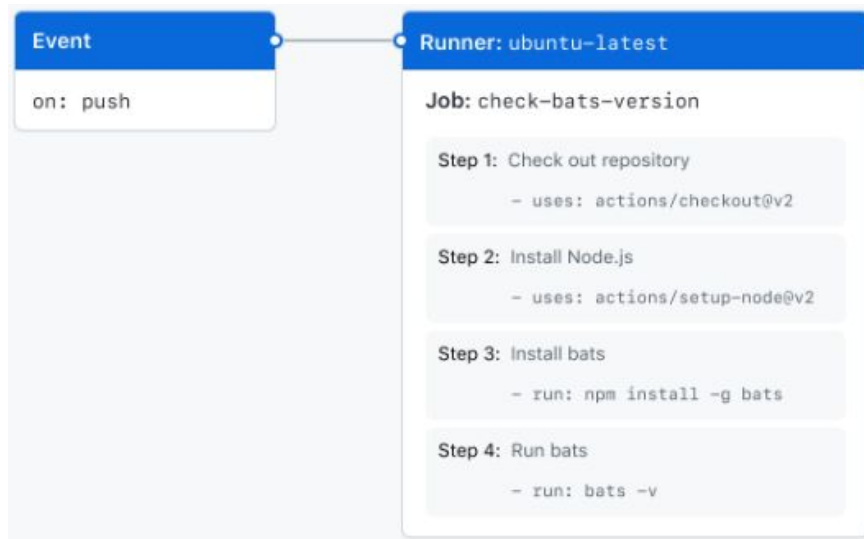 Event
on: push
Runner: ubuntu-latest
Job: check-bats-version
Step 1: Check out repository
- uses: actions/checkout@v2
Step 2: Install Node.js
- uses: actions/setup-node@v2
Step 3: Install bats
- run: npm install -g bats
Step 4: Run bats
- run: bats -v